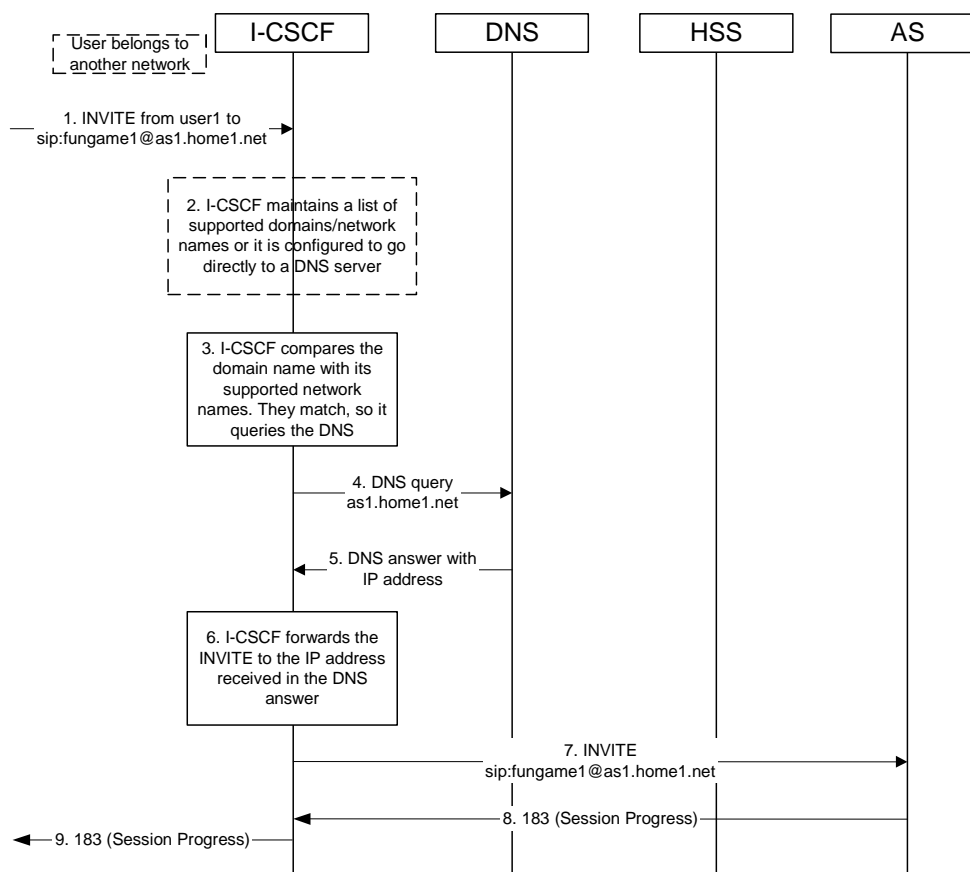 I-CSCF
DNS
HSS
AS
User belongs to
another network
1. INVITE from user1 to
sip:fungame1@as1.home1.net
2. I-CSCF maintains a list of
supported domains/network
names or it is configured to go
directly to a DNS server
3. I-CSCF compares the
domain name with its
supported network
names. They match, so it
queries the DNS
4. DNS query
as1.home1.net
5. DNS answer with
IP address
6. I-CSCF forwards the
INVITE to the IP address
received in the DNS
answer
7. INVITE
sip:fungame1@as1.home1.net
8. 183 (Session Progress)
9. 183 (Session Progress)